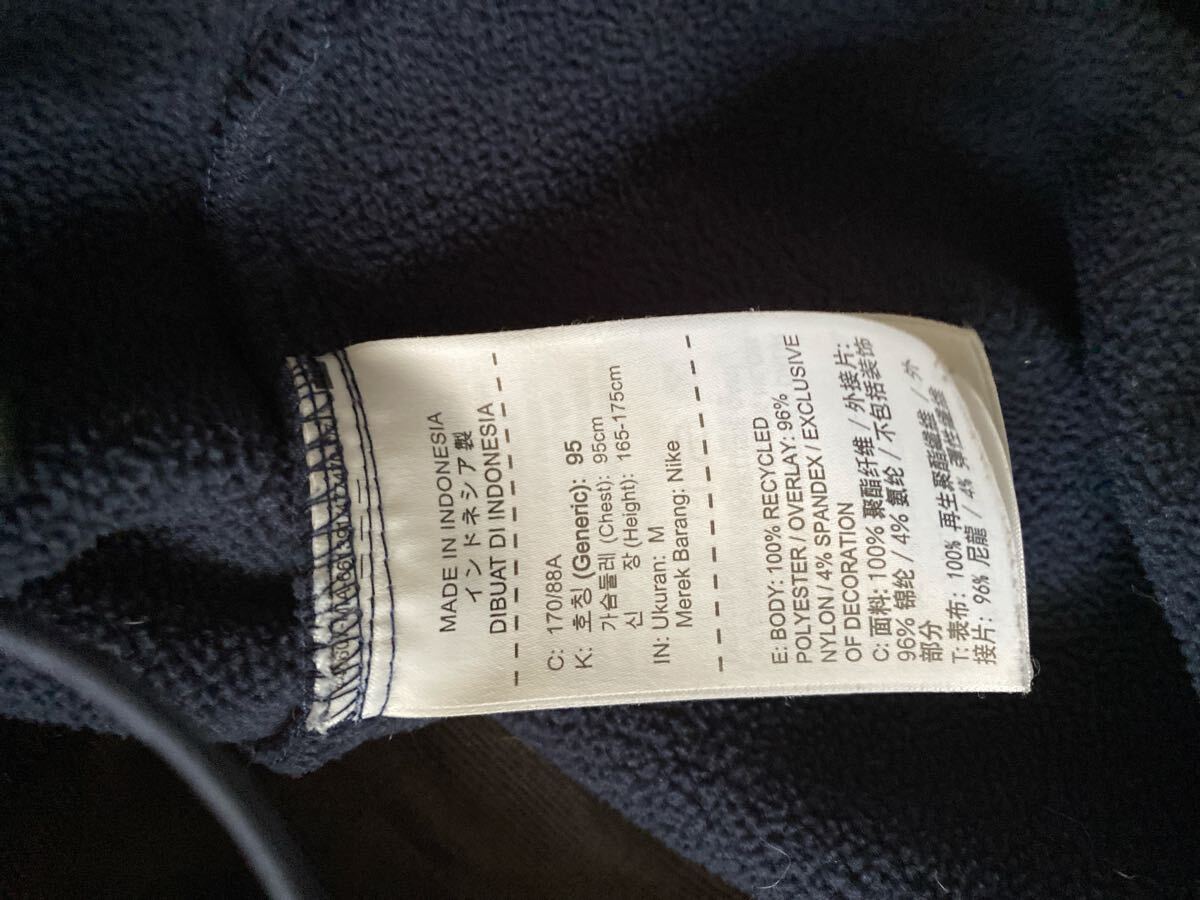 MADE IN INDONESIA
インドネシア製
DIBUAT DI INDONESIA
C: 170/88A
K: 호칭 (Generic): 95
가슴둘레 (Chest): 95cm
신 장 (Height): 165-175cm
IN: Ukuran: M
Merek Barang: Nike
E: BODY: 100% RECYCLED
POLYESTER / OVERLAY: 96%
NYLON / 4% SPANDEX / EXCLUSIVE
OF DECORATION
C: 面料: 100% 聚酯纤维 / 外接片:
96% 锦纶 / 4% 氨纶 / 不包括装饰
部分
T: 表布: 100% 再生聚酯纖維 / 外
接片: 96% 尼龍 / 4% 彈性纖維